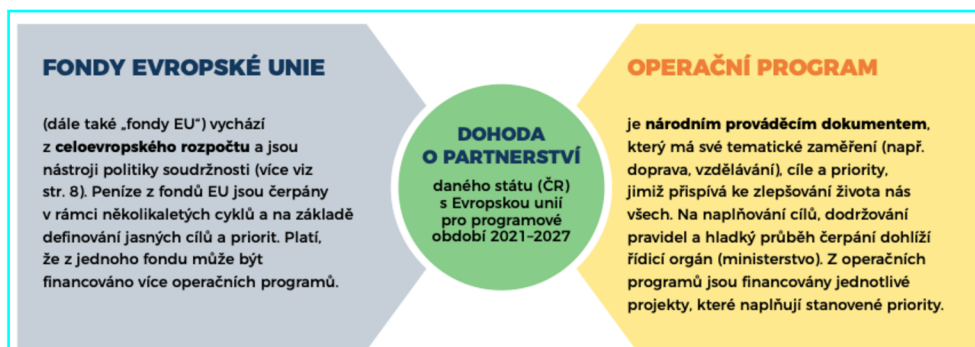 FONDY EVROPSKÉ UNIE
(dále také „fondy EU“) vychází
z celoevropského rozpočtu a jsou
nástroji politiky soudržnosti (více viz
str. 8). Peníze z fondů EU jsou čerpány
v rámci několikaletých cyklů a na základě
definování jasných cílů a priorit. Platí,
že z jednoho fondu může být
financováno více operačních programů.
DOHODA
O PARTNERSTVÍ
daného státu (ČR)
s Evropskou unií
pro programové
období 2021–2027
OPERAČNÍ PROGRAM
je národním prováděcím dokumentem,
který má své tematické zaměření (např.
doprava, vzdělávání), cíle a priority,
jimiž přispívá ke zlepšování života nás
všech. Na naplňování cílů, dodržování
pravidel a hladký průběh čerpání dohlíží
řídicí orgán (ministerstvo). Z operačních
programů jsou financovány jednotlivé
projekty, které naplňují stanovené priority.